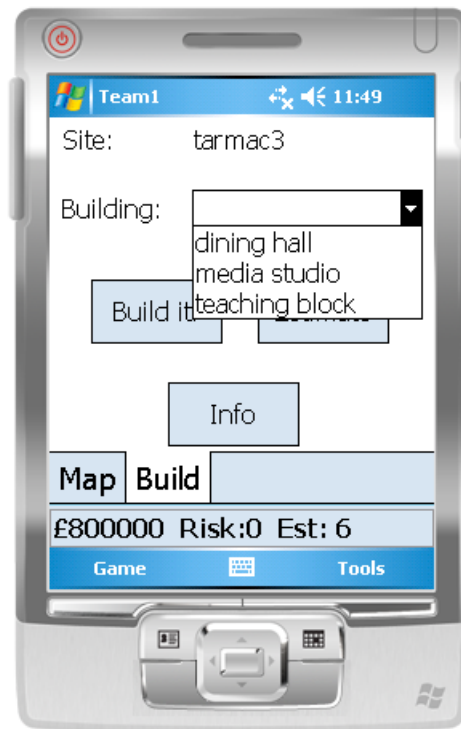 Team1 11:49
Site: tarmac3
Building:
dining hall
media studio
teaching block
Build it
Info
Map Build
£800000 Risk:0 Est: 6
Game Tools